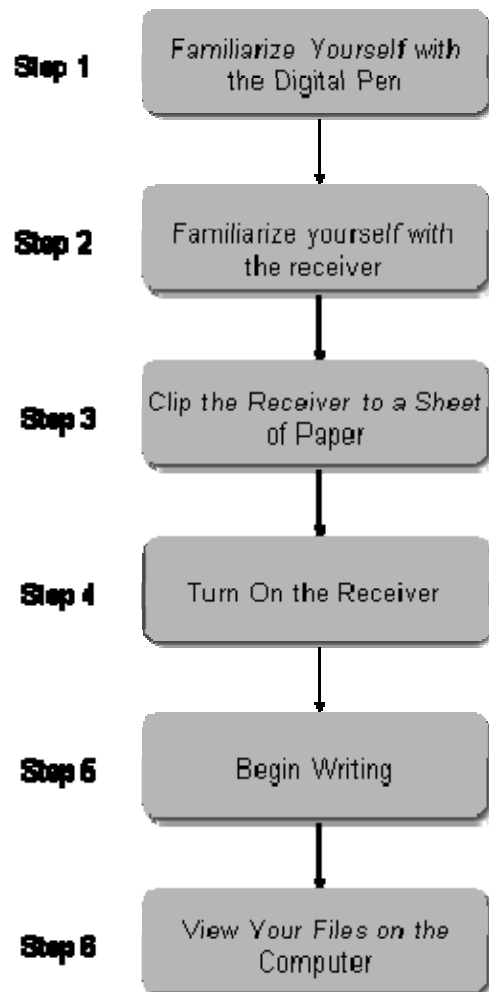 Step 1
Familiarize Yourself with
the Digital Pen
Step 2
Familiarize yourself with
the receiver
Step 3
Clip the Receiver to a Sheet
of Paper
Step 4
Turn On the Receiver
Step 5
Begin Writing
Step 6
View Your Files on the
Computer